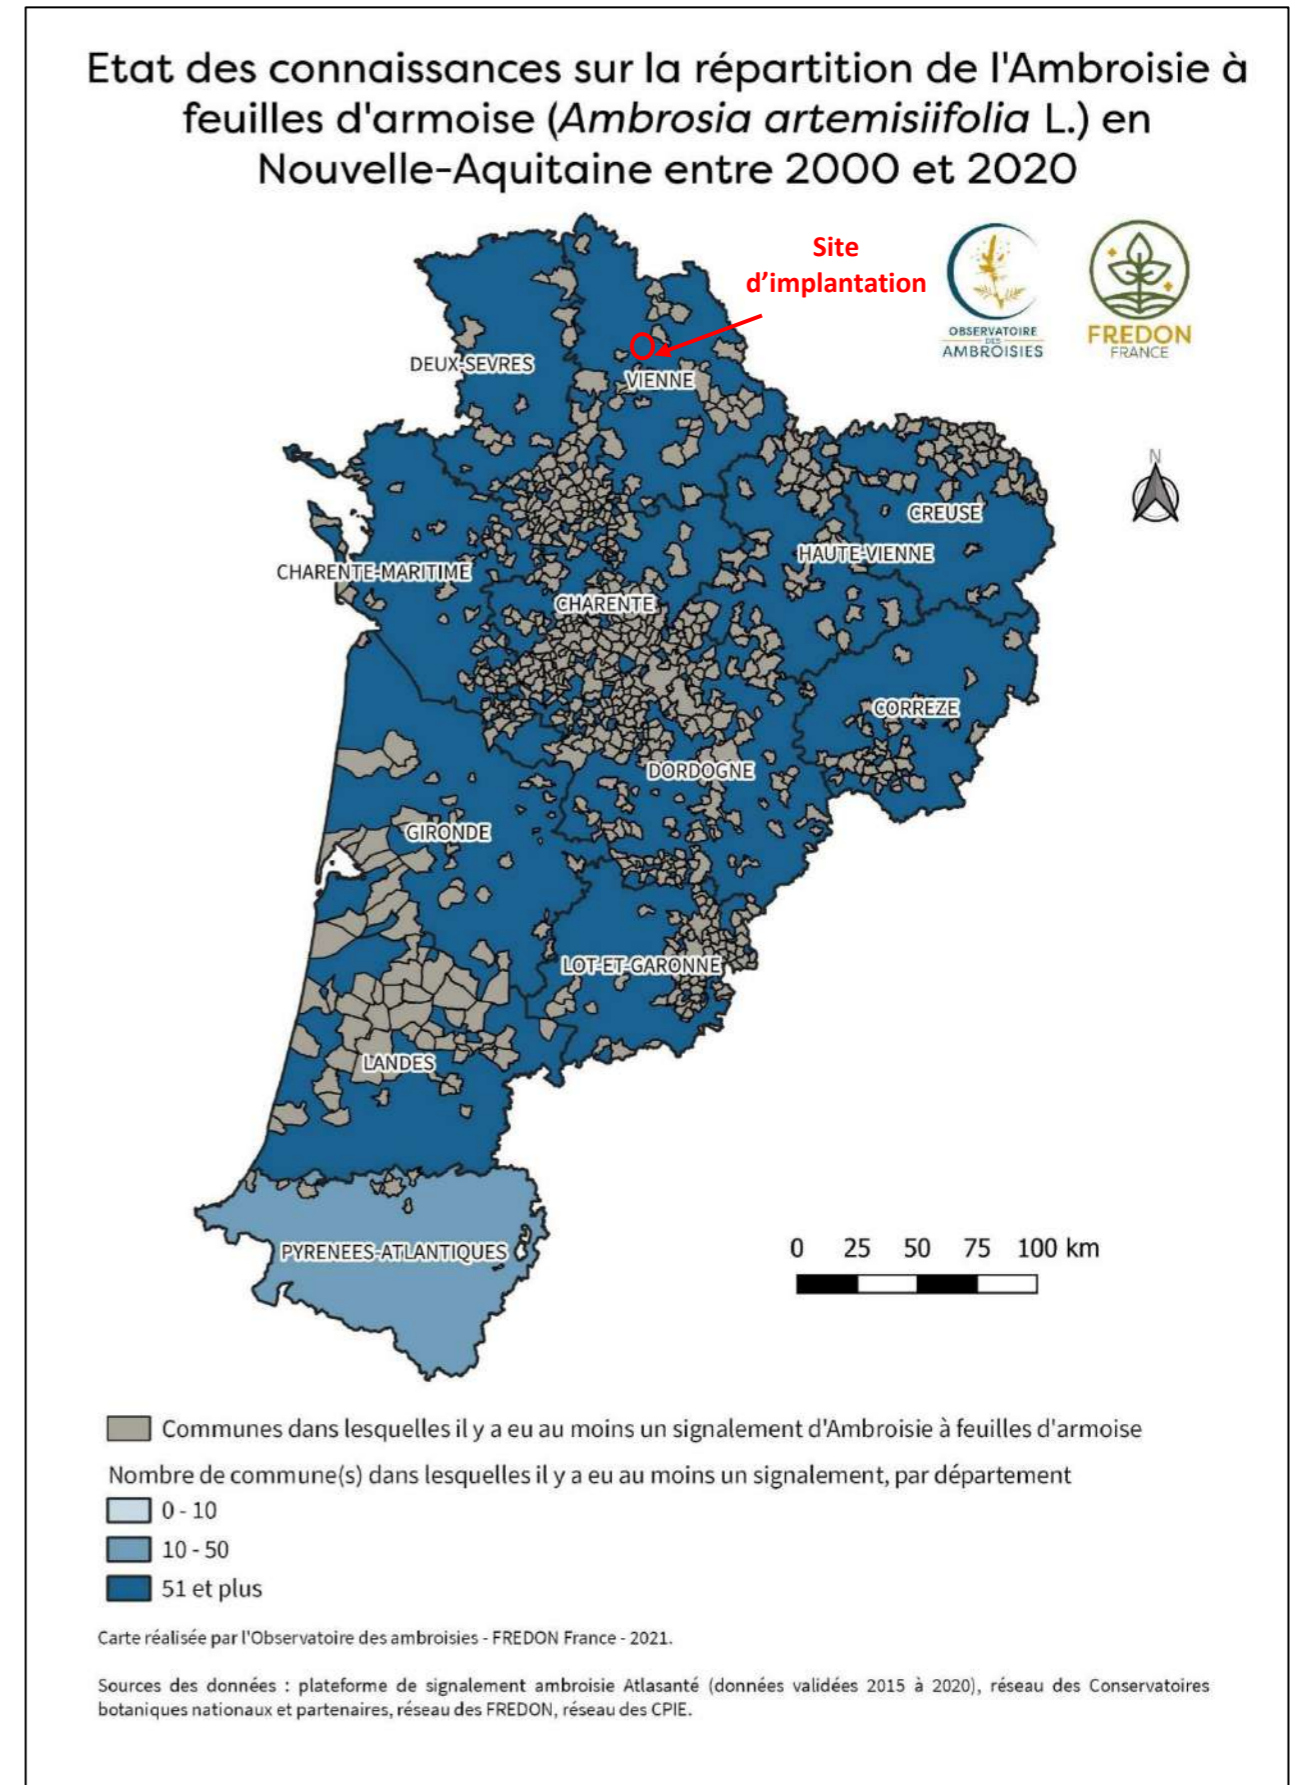 Etat des connaissances sur la répartition de l'Ambroisie à
feuilles d'armoise (Ambrosia artemisiifolia L.) en
Nouvelle-Aquitaine entre 2000 et 2020
Site
d'implantation
OBSERVATOIRE
DES
AMBROISIES
FREDON
FRANCE
DEUX-SEVRES
VIENNE
N
CREUSE
HAUTE-VIENNE
CHARENTE-MARITIME
CHARENTE
CORREZE
DORDOGNE
GIRONDE
LOT-ET-GARONNE
LANDES
PYRENEES-ATLANTIQUES
0 25 50 75 100 km
Communes dans lesquelles il y a eu au moins un signalement d'Ambroisie à feuilles d'armoise
Nombre de commune(s) dans lesquelles il y a eu au moins un signalement, par département
0 - 10
10 - 50
51 et plus
Carte réalisée par l'Observatoire des ambroisies - FREDON France - 2021.
Sources des données : plateforme de signalement ambroisie Atlasanté (données validées 2015 à 2020), réseau des Conservatoires
botaniques nationaux et partenaires, réseau des FREDON, réseau des CPIE.